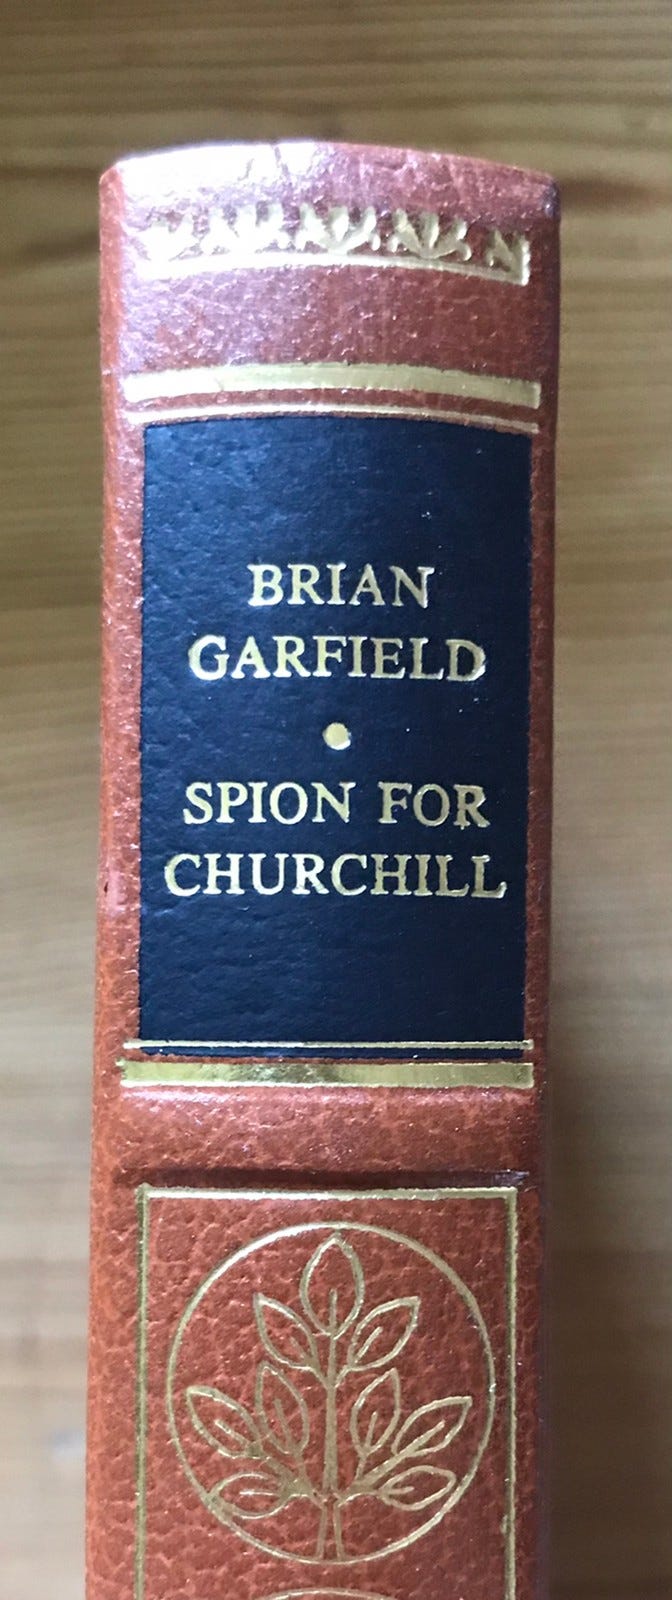 BRIAN
GARFIELD
SPION FOR
CHURCHILL